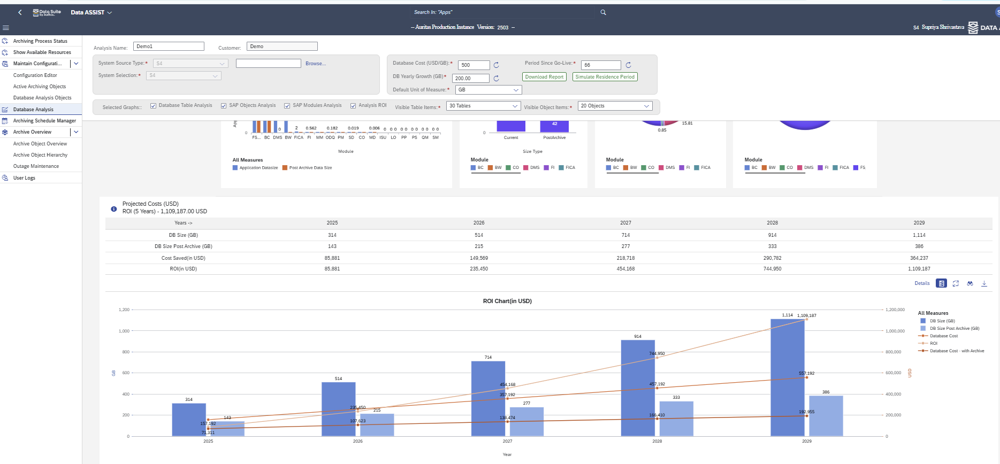 Data Suite
by Auritas
Data ASSIST
Search In: "Apps"
-- Auritas Production Instance Version: 2503 --
S4 Supriya Shrivastava
DATA
Archiving Process Status
Show Available Resources
Maintain Configurati...
Configuration Editor
Active Archiving Objects
Database Analysis Objects
Database Analysis
Archiving Schedule Manager
Archive Overview
Archive Object Overview
Archive Object Hierarchy
Outage Maintenance
User Logs
Analysis Name: Demo1 Customer: Demo
System Source Type:* S4 Browse...
System Selection:* S4
Database Cost (USD/GB):* 500 Period Since Go-Live:* 66
DB Yearly Growth (GB)* 200.00 Download Report Simulate Residence Period
Default Unit of Measure:* GB
Selected Graphs:: Database Table Analysis SAP Objects Analysis SAP Modules Analysis Analysis ROI Visible Table Items:* 30 Tables Visible Object Items:* 20 Objects
0 0 2 0.562 0.182 0.019 0.006 0 0 0 0 0 0 0 0 0 0 0
FS... BC DMS BW FICA FI MM ODQ PM SD CO MD ISU LO PP PS QM SM
Module
All Measures
Application Datasize Post Archive Data Size
42
0
Current PostArchive
Size Type
Module
BC BW CO DMS FI FICA
15.81
0.85
Module
BC BW CO DMS FI FICA
Module
BC BW CO DMS FI FICA FS
Projected Costs (USD)
ROI (5 Years) - 1,109,187.00 USD
Years -> 2025 2026 2027 2028 2029
DB Size (GB) 314 514 714 914 1,114
DB Size Post Archive (GB) 143 215 277 333 386
Cost Saved(in USD) 85,881 149,569 218,718 290,782 364,237
ROI(in USD) 85,881 235,450 454,168 744,950 1,109,187
Details
ROI Chart(in USD)
1,200 1,200,000
1,000 1,000,000
800 800,000
600 600,000
400 400,000
200 200,000
0 0
GB
USD
314 514 714 914 1,114
143 215 277 333 386
235,450 454,168 744,950 1,109,187
157,192 357,192 457,192 557,192
71,311 107,623 138,474 166,410 192,955
2025 2026 2027 2028 2029
Year
All Measures
DB Size (GB)
DB Size Post Archive (GB)
Database Cost
ROI
Database Cost - with Archive